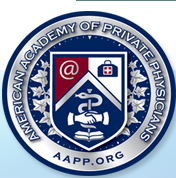 AMERICAN ACADEMY OF PRIVATE PHYSICIANS
@
AAPP.ORG